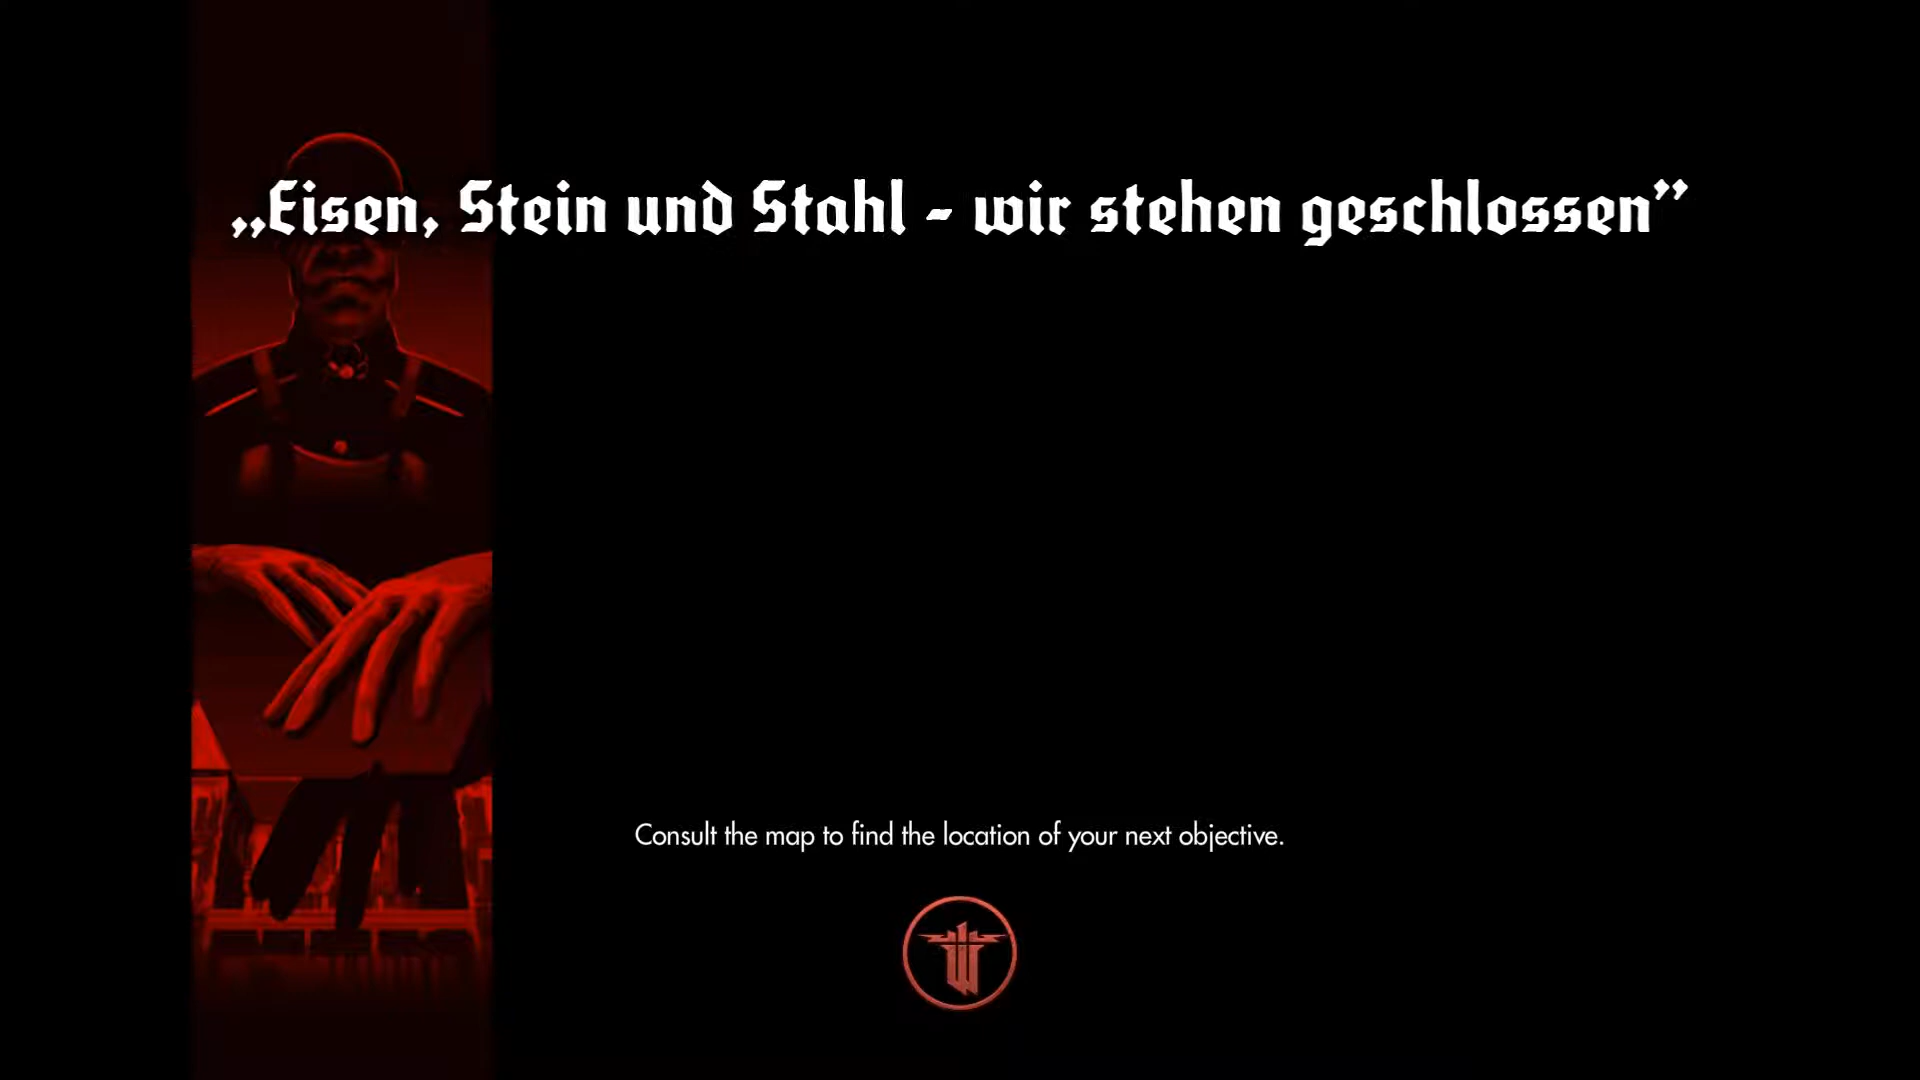 „Eisen, Stein und Stahl - wir stehen geschlossen”
Consult the map to find the location of your next objective.